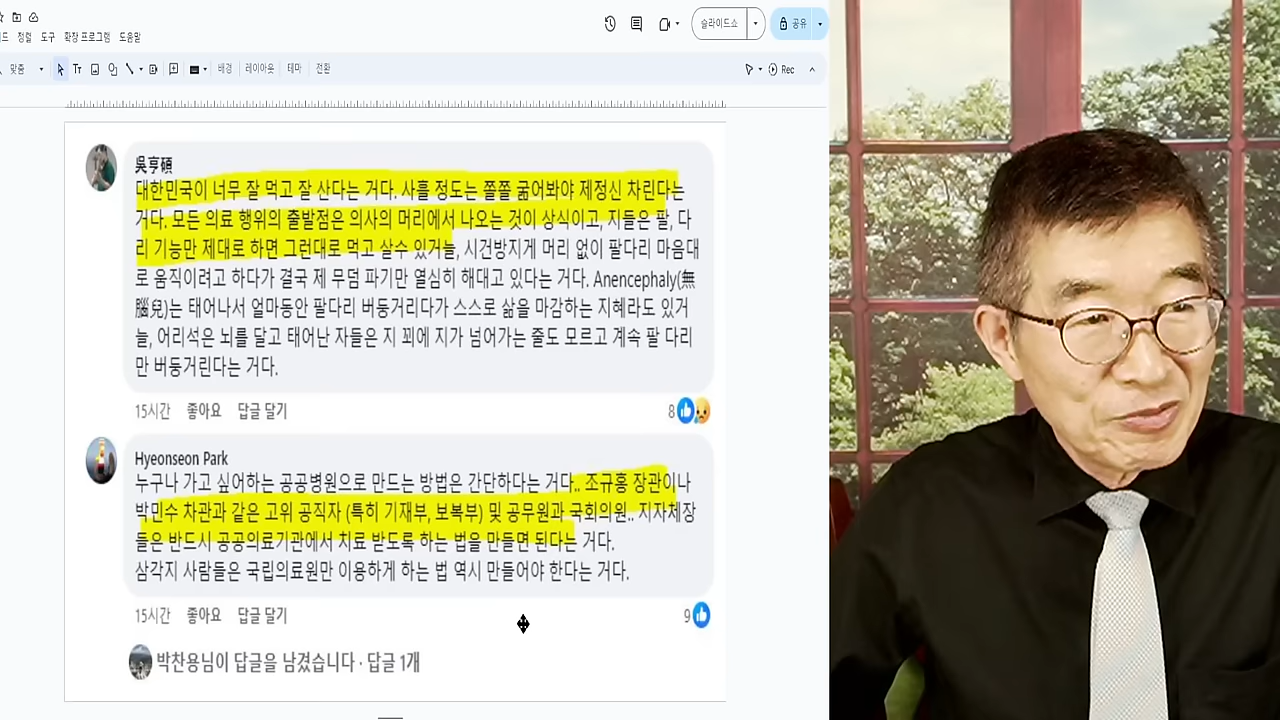 정렬 도구 확장 프로그램 도움말
슬라이드쇼
공유
맞춤
Tт
배경 레이아웃 테마 전환
Rec
吳亨碩
대한민국이 너무 잘 먹고 잘 산다는 거다. 사흘 정도는 쫄쫄 굶어봐야 제정신 차린다는
거다. 모든 의료 행위의 출발점은 의사의 머리에서 나오는 것이 상식이고, 지들은 팔, 다
리 기능만 제대로 하면 그런대로 먹고 살수 있거늘, 시건방지게 머리 없이 팔다리 마음대
로 움직이려고 하다가 결국 제 무덤 파기만 열심히 해대고 있다는 거다. Anencephaly(無
腦兒)는 태어나서 얼마동안 팔다리 버둥거리다가 스스로 삶을 마감하는 지혜라도 있거
늘, 어리석은 뇌를 달고 태어난 자들은 지 꾀에 지가 넘어가는 줄도 모르고 계속 팔 다리
만 버둥거린다는 거다.
15시간 좋아요 답글 달기
8
Hyeonseon Park
누구나 가고 싶어하는 공공병원으로 만드는 방법은 간단하다는 거다.. 조규홍 장관이나
박민수 차관과 같은 고위 공직자 (특히 기재부, 보복부) 및 공무원과 국회의원.. 지자체장
들은 반드시 공공의료기관에서 치료 받도록 하는 법을 만들면 된다는 거다.
삼각지 사람들은 국립의료원만 이용하게 하는 법 역시 만들어야 한다는 거다.
15시간 좋아요 답글 달기
9
박찬용님이 답글을 남겼습니다 · 답글 1개